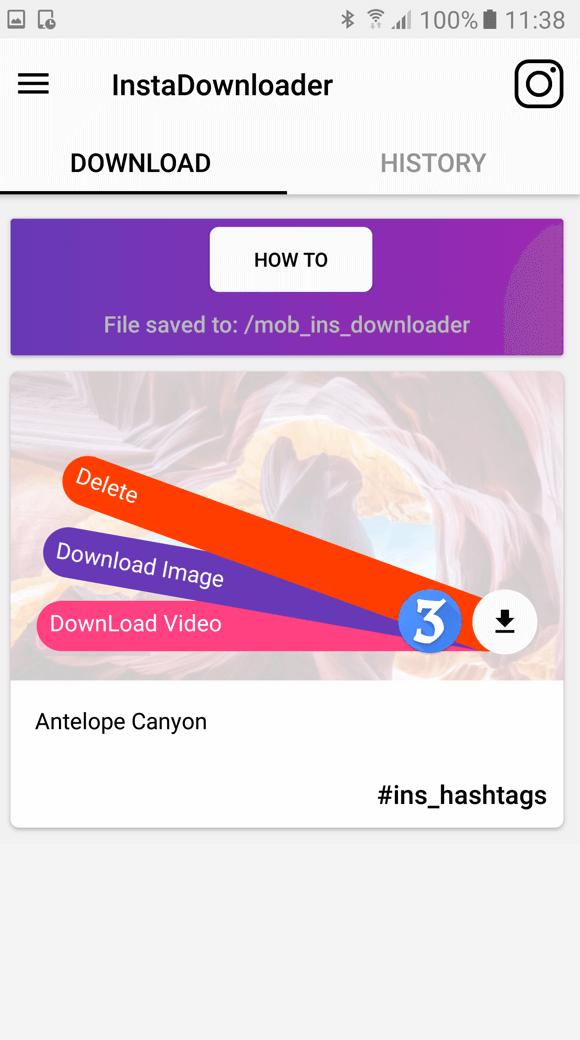 100% 11:38
InstaDownloader
DOWNLOAD HISTORY
HOW TO
File saved to: /mob_ins_downloader
Delete
Download Image
DownLoad Video
3
Antelope Canyon
#ins_hashtags